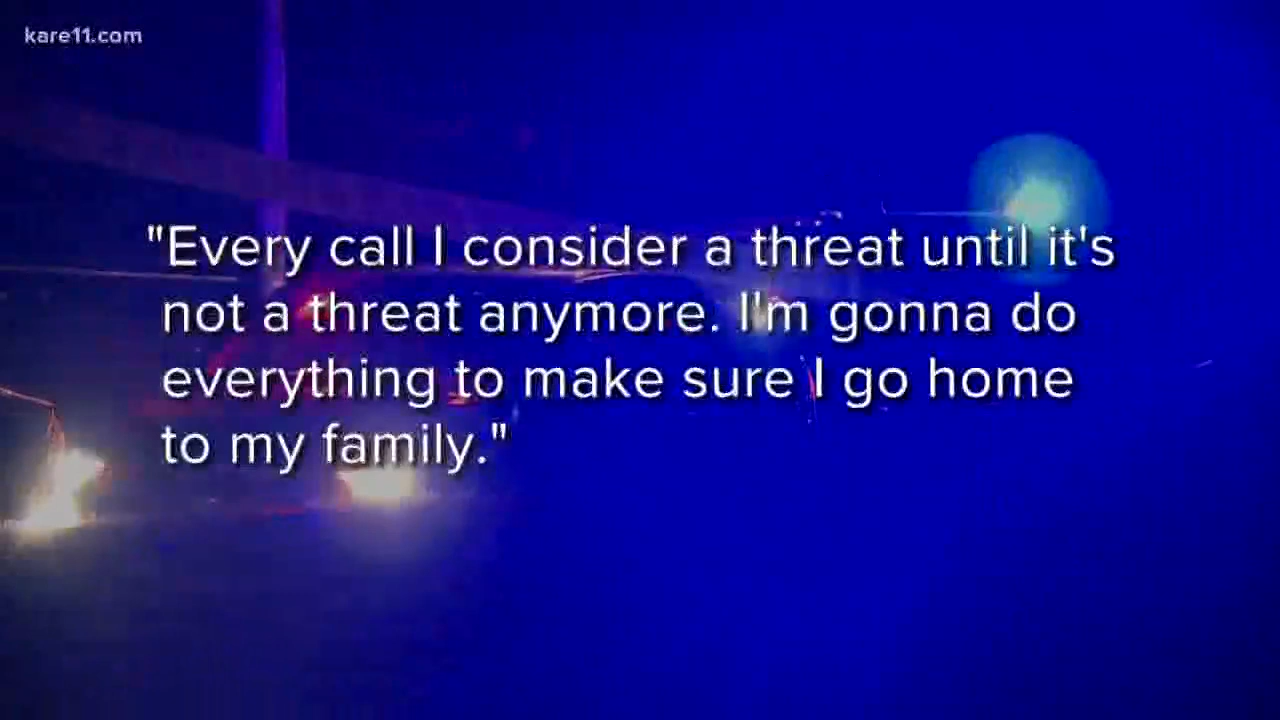 kare11.com
"Every call I consider a threat until it's
not a threat anymore. I'm gonna do
everything to make sure I go home
to my family."